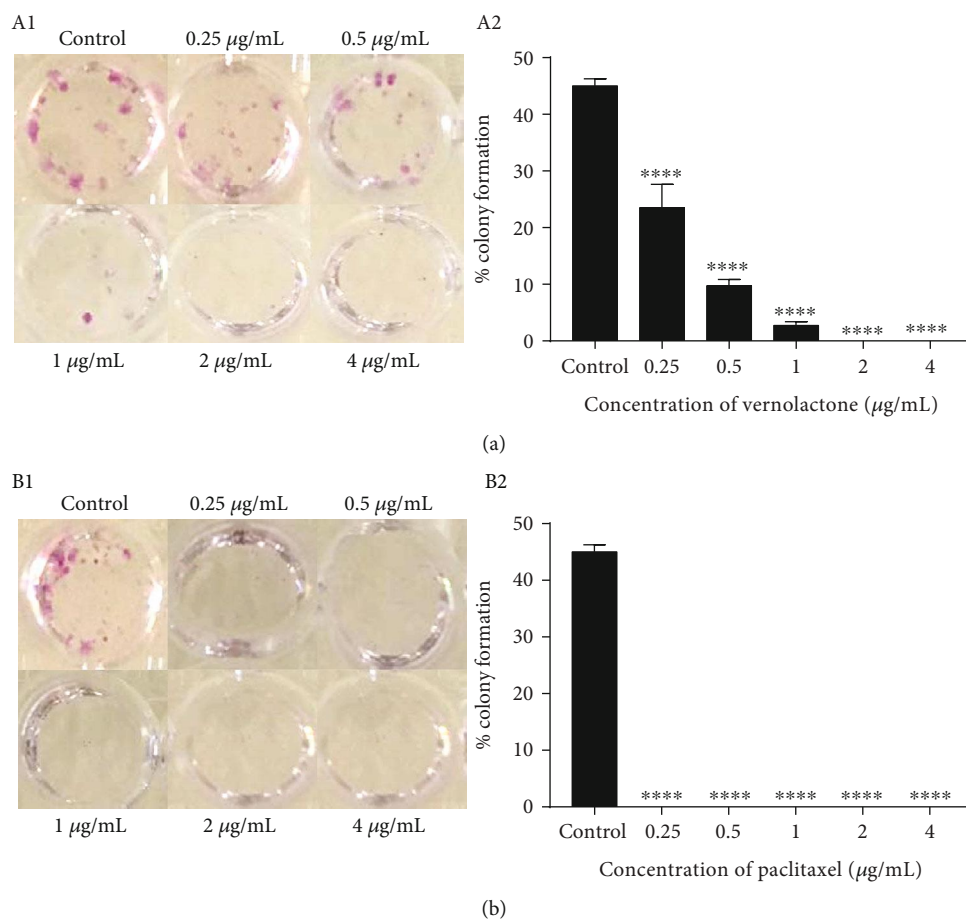 A1
Control 0.25 μg/mL 0.5 μg/mL
1 μg/mL 2 μg/mL 4 μg/mL
A2
% colony formation
50
40
30
20
10
0
**** **** **** **** ****
Control 0.25 0.5 1 2 4
Concentration of vernolactone (μg/mL)
(a)
B1
Control 0.25 μg/mL 0.5 μg/mL
1 μg/mL 2 μg/mL 4 μg/mL
B2
% colony formation
50
40
30
20
10
0
**** **** **** **** ****
Control 0.25 0.5 1 2 4
Concentration of paclitaxel (μg/mL)
(b)